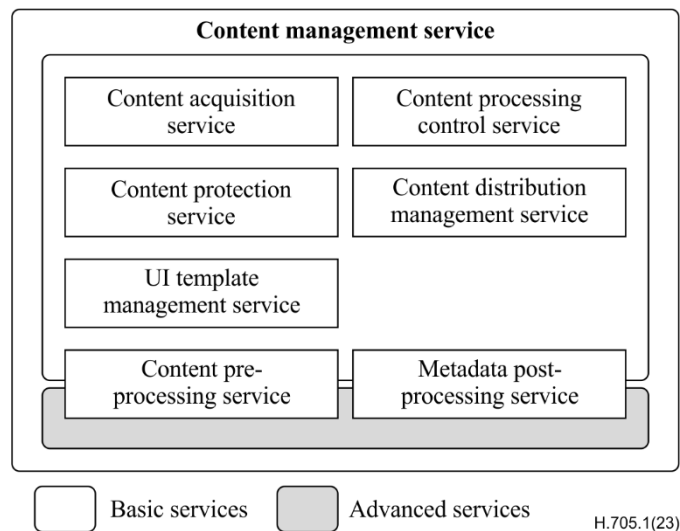 Content management service
Content acquisition
service
Content processing
control service
Content protection
service
Content distribution
management service
UI template
management service
Content pre-
processing service
Metadata post-
processing service
Basic services
Advanced services
H.705.1(23)